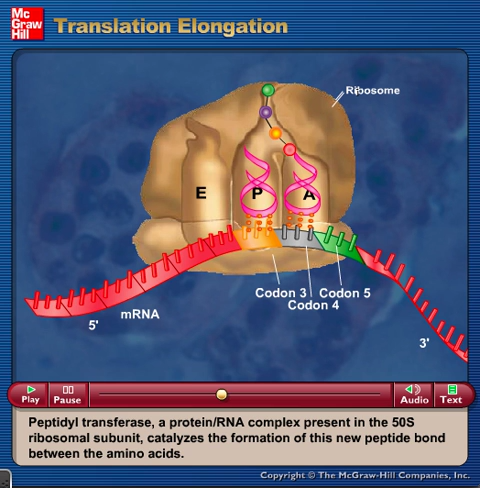 Mc
Graw
Hill
Translation Elongation
Ribosome
E
P
A
Codon 3
Codon 5
Codon 4
mRNA
5'
3'
Play
Pause
Audio
Text
Peptidyl transferase, a protein/RNA complex present in the 50S
ribosomal subunit, catalyzes the formation of this new peptide bond
between the amino acids.
Copyright © The McGraw-Hill Companies, Inc.